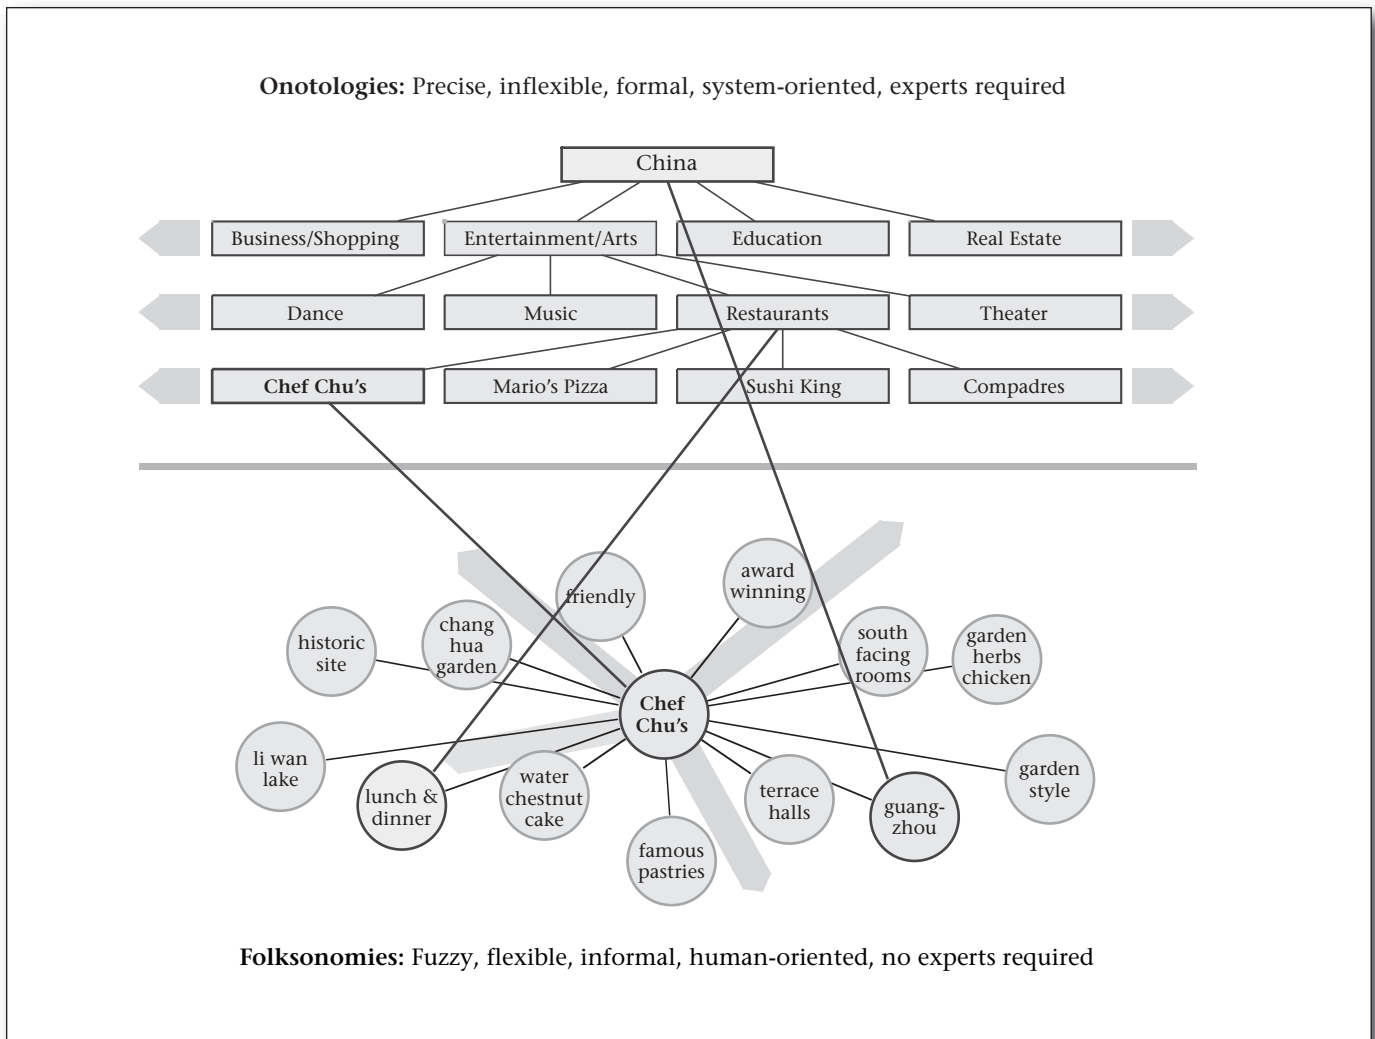 Onotologies: Precise, inflexible, formal, system-oriented, experts required
China
Business/Shopping
Entertainment/Arts
Education
Real Estate
Dance
Music
Restaurants
Theater
Chef Chu's
Mario's Pizza
Sushi King
Compadres
friendly
award
winning
historic
site
chang
hua
garden
south
facing
rooms
garden
herbs
chicken
Chef
Chu's
li wan
lake
lunch &
dinner
water
chestnut
cake
famous
pastries
terrace
halls
guang-
zhou
garden
style
Folksonomies: Fuzzy, flexible, informal, human-oriented, no experts required